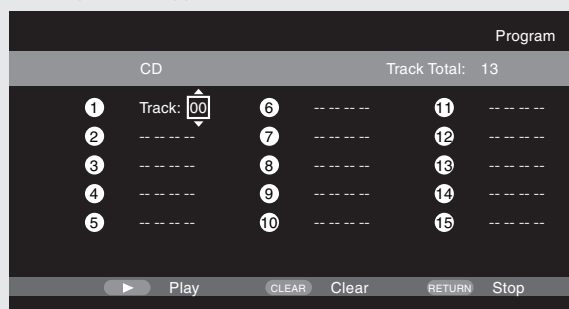 Program
CD Track Total: 13
1 Track: 00 6 -- -- -- -- 11 -- -- -- --
2 -- -- -- -- 7 -- -- -- -- 12 -- -- -- --
3 -- -- -- -- 8 -- -- -- -- 13 -- -- -- --
4 -- -- -- -- 9 -- -- -- -- 14 -- -- -- --
5 -- -- -- -- 10 -- -- -- -- 15 -- -- -- --
Play CLEAR Clear RETURN Stop